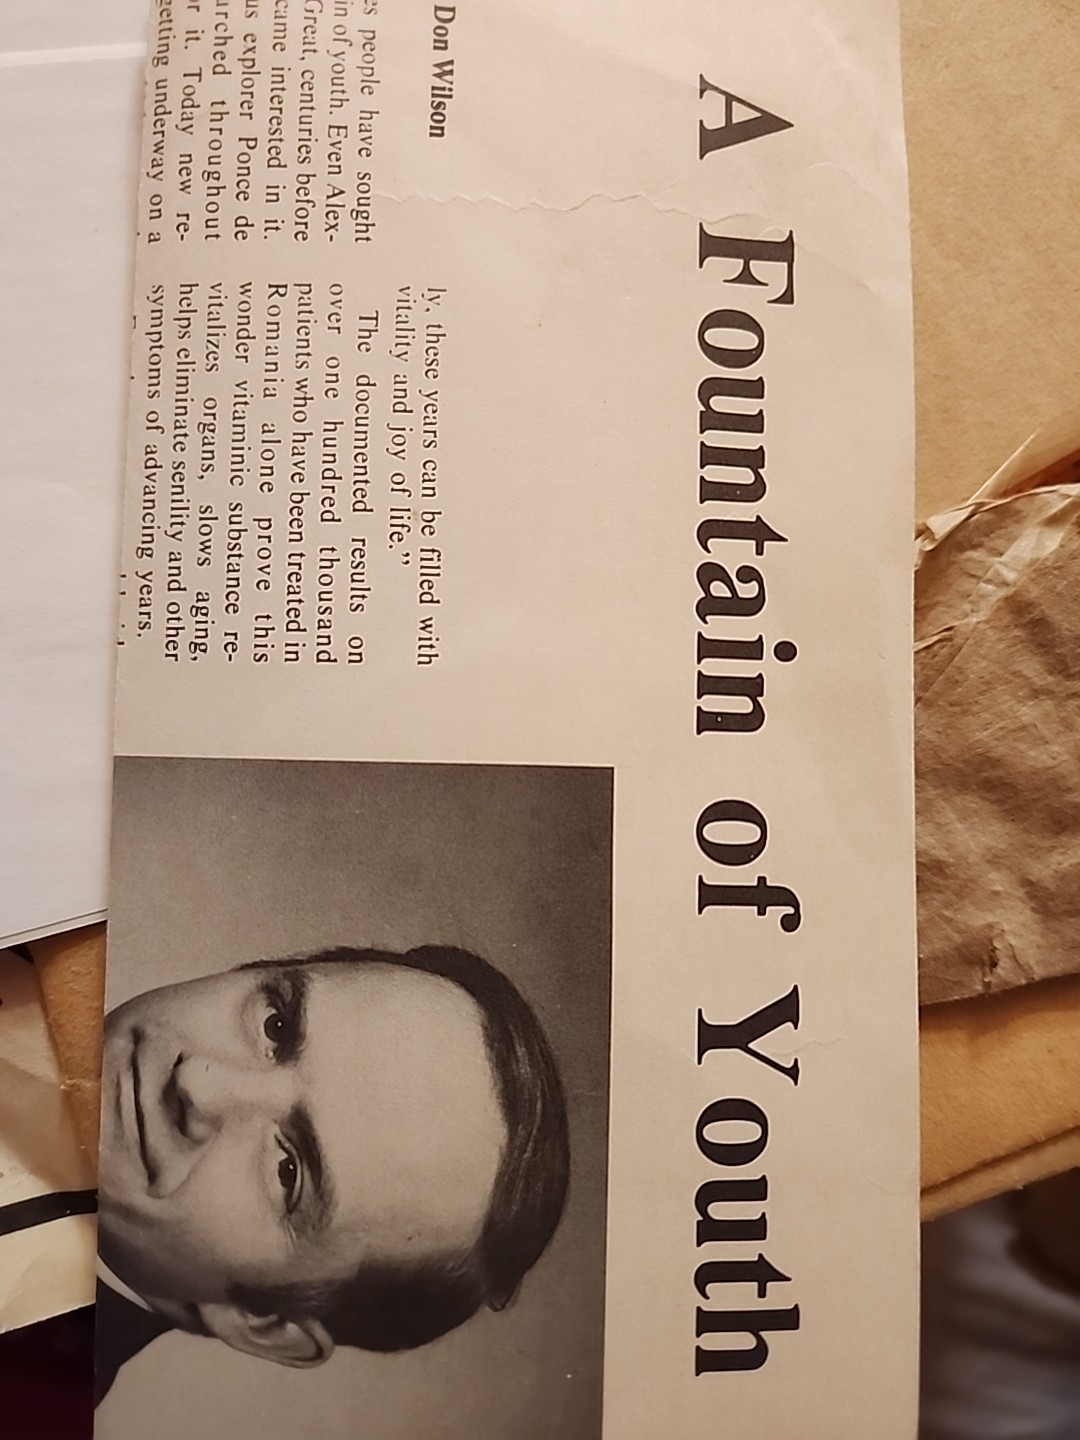 A Fountain of Youth
Don Wilson
es people have sought
in of youth. Even Alex-
Great, centuries before
came interested in it.
us explorer Ponce de
arched throughout
or it. Today new re-
getting underway on a
ly, these years can be filled with
vitality and joy of life."
The documented results on
over one hundred thousand
patients who have been treated in
Romania alone prove this
wonder vitaminic substance re-
vitalizes organs, slows aging,
helps eliminate senility and other
symptoms of advancing years.